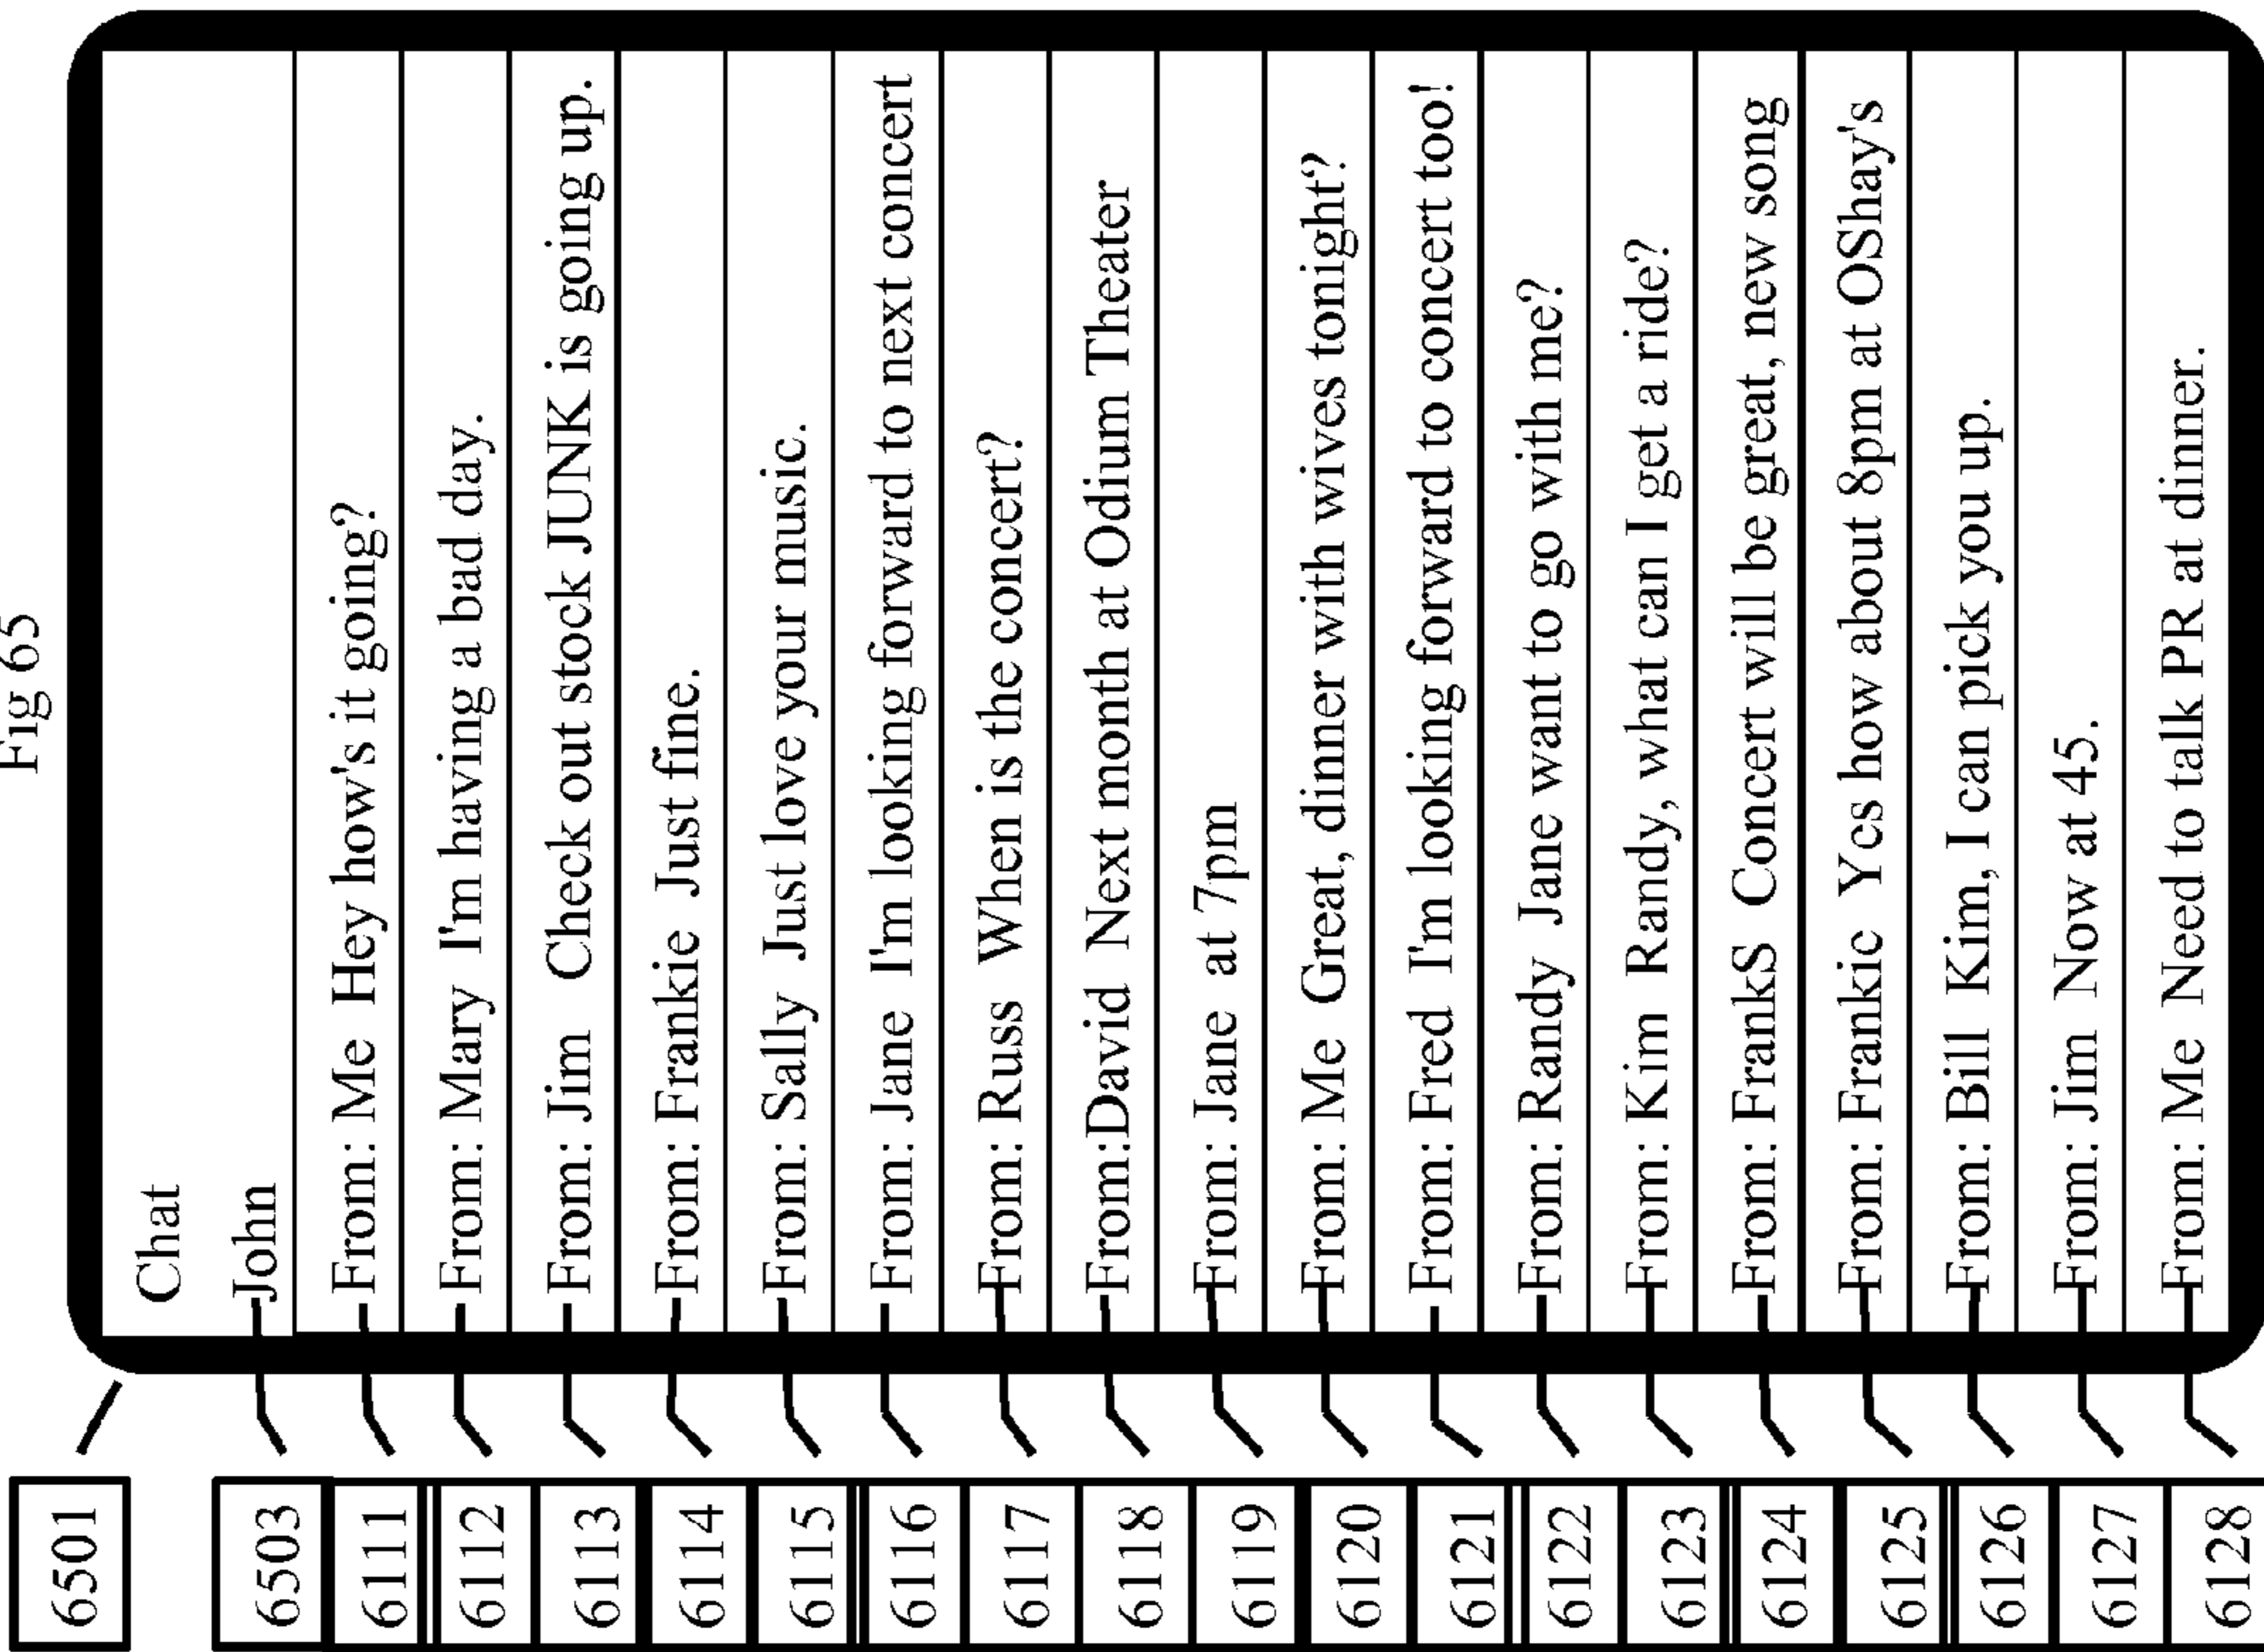 Fig 65
6501
Chat
6503 John
6111 From: Me Hey how's it going?
6112 From: Mary I'm having a bad day.
6113 From: Jim Check out stock JUNK is going up.
6114 From: Frankie Just fine.
6115 From: Sally Just love your music.
6116 From: Jane I'm looking forward to next concert
6117 From: Russ When is the concert?
6118 From:David Next month at Odium Theater
6119 From: Jane at 7pm
6120 From: Me Great, dinner with wives tonight?
6121 From: Fred I'm looking forward to concert too!
6122 From: Randy Jane want to go with me?
6123 From: Kim Randy, what can I get a ride?
6124 From: FrankS Concert will be great, new song
6125 From: Frankie Yes how about 8pm at OShay's
6126 From: Bill Kim, I can pick you up.
6127 From: Jim Now at 45.
6128 From: Me Need to talk PR at dinner.